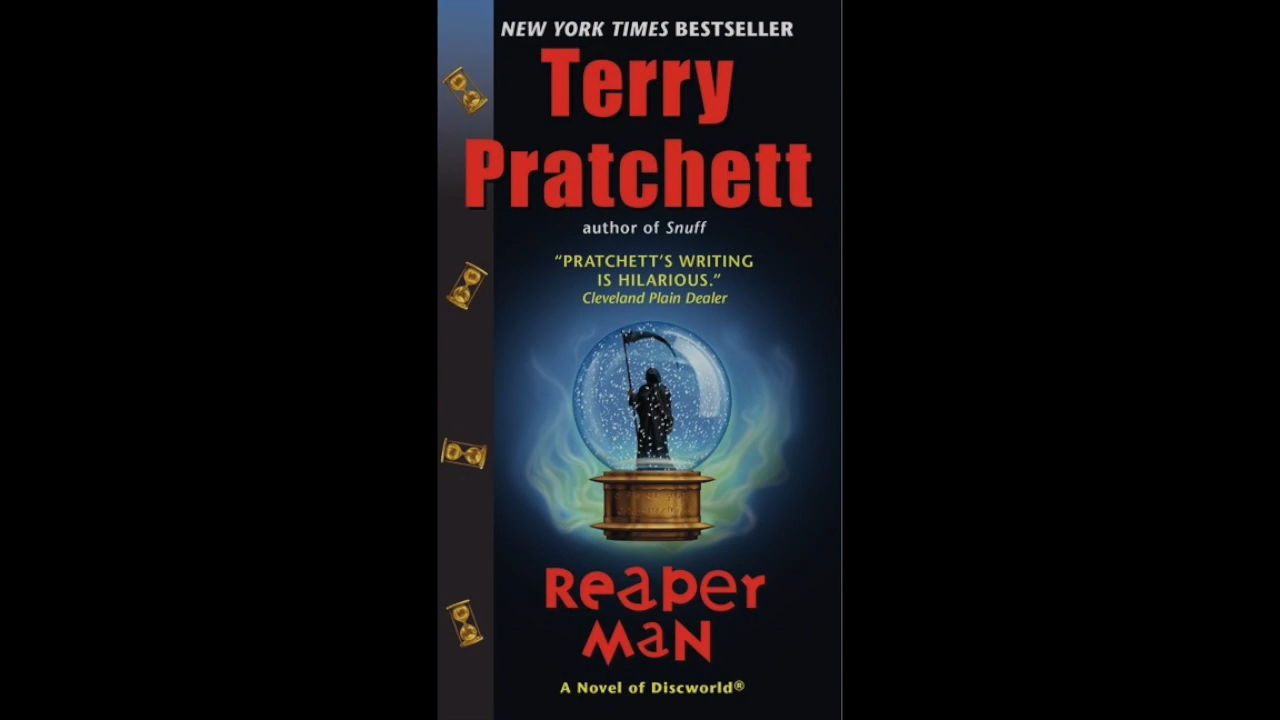 NEW YORK TIMES BESTSELLER
Terry
Pratchett
author of Snuff
“PRATCHETT’S WRITING
IS HILARIOUS.”
Cleveland Plain Dealer
Reaper
Man
A Novel of Discworld®